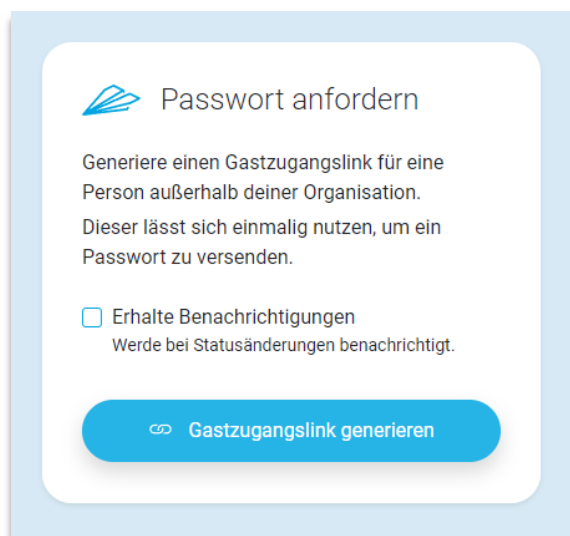 Passwort anfordern
Generiere einen Gastzugangslink für eine
Person außerhalb deiner Organisation.
Dieser lässt sich einmalig nutzen, um ein
Passwort zu versenden.
Erhalte Benachrichtigungen
Werde bei Statusänderungen benachrichtigt.
Gastzugangslink generieren